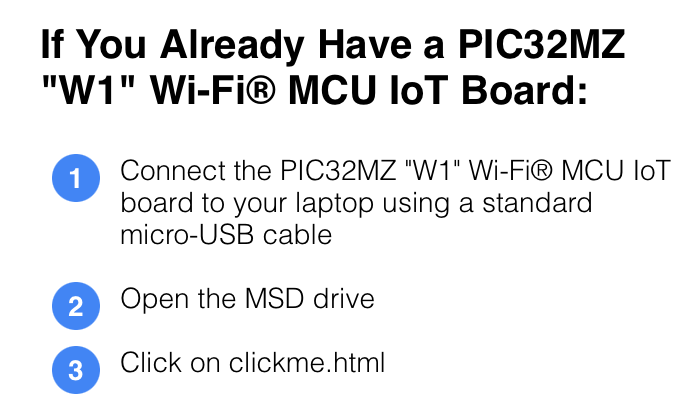 If You Already Have a PIC32MZ
"W1" Wi-Fi® MCU IoT Board:
1 Connect the PIC32MZ "W1" Wi-Fi® MCU IoT
board to your laptop using a standard
micro-USB cable
2 Open the MSD drive
3 Click on clickme.html